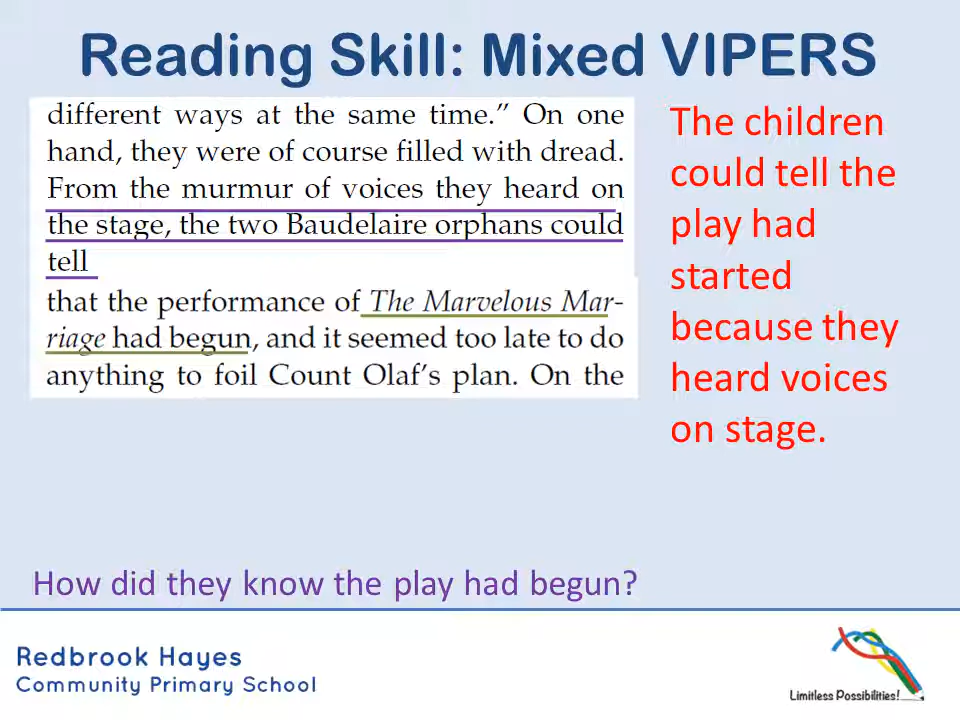 Reading Skill: Mixed VIPERS
different ways at the same time.” On one
hand, they were of course filled with dread.
From the murmur of voices they heard on
the stage, the two Baudelaire orphans could
tell
that the performance of The Marvelous Mar-
riage had begun, and it seemed too late to do
anything to foil Count Olaf’s plan. On the
The children
could tell the
play had
started
because they
heard voices
on stage.
How did they know the play had begun?
Redbrook Hayes
Community Primary School
Limitless Possibilities!